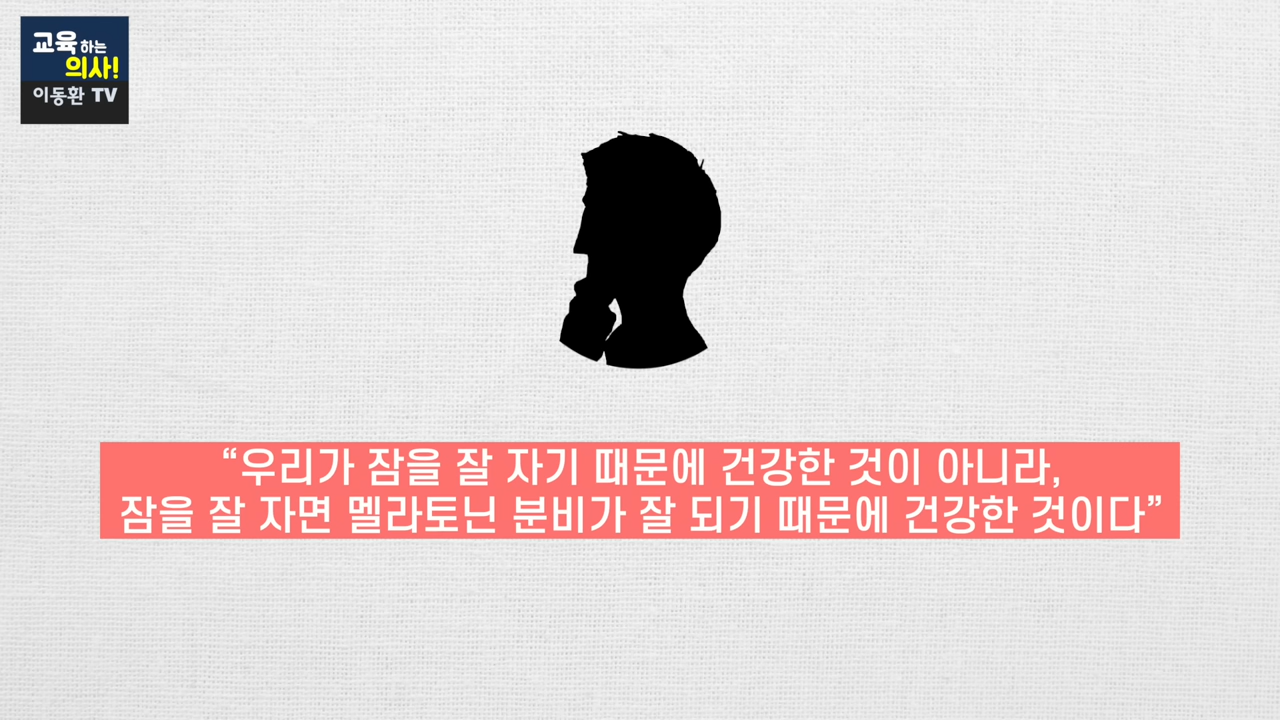 교육하는
의사!
이동환 TV
“우리가 잠을 잘 자기 때문에 건강한 것이 아니라,
잠을 잘 자면 멜라토닌 분비가 잘 되기 때문에 건강한 것이다”